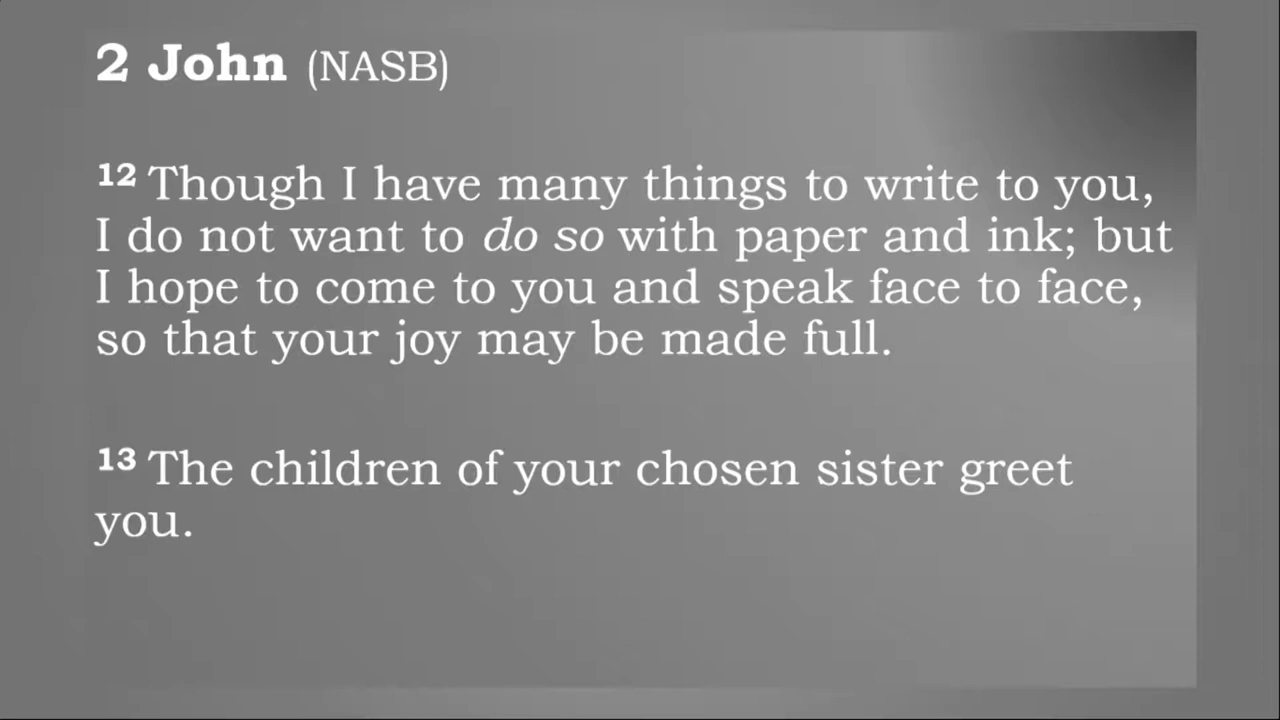 2 John (NASB)
12 Though I have many things to write to you,
I do not want to do so with paper and ink; but
I hope to come to you and speak face to face,
so that your joy may be made full.
13 The children of your chosen sister greet
you.